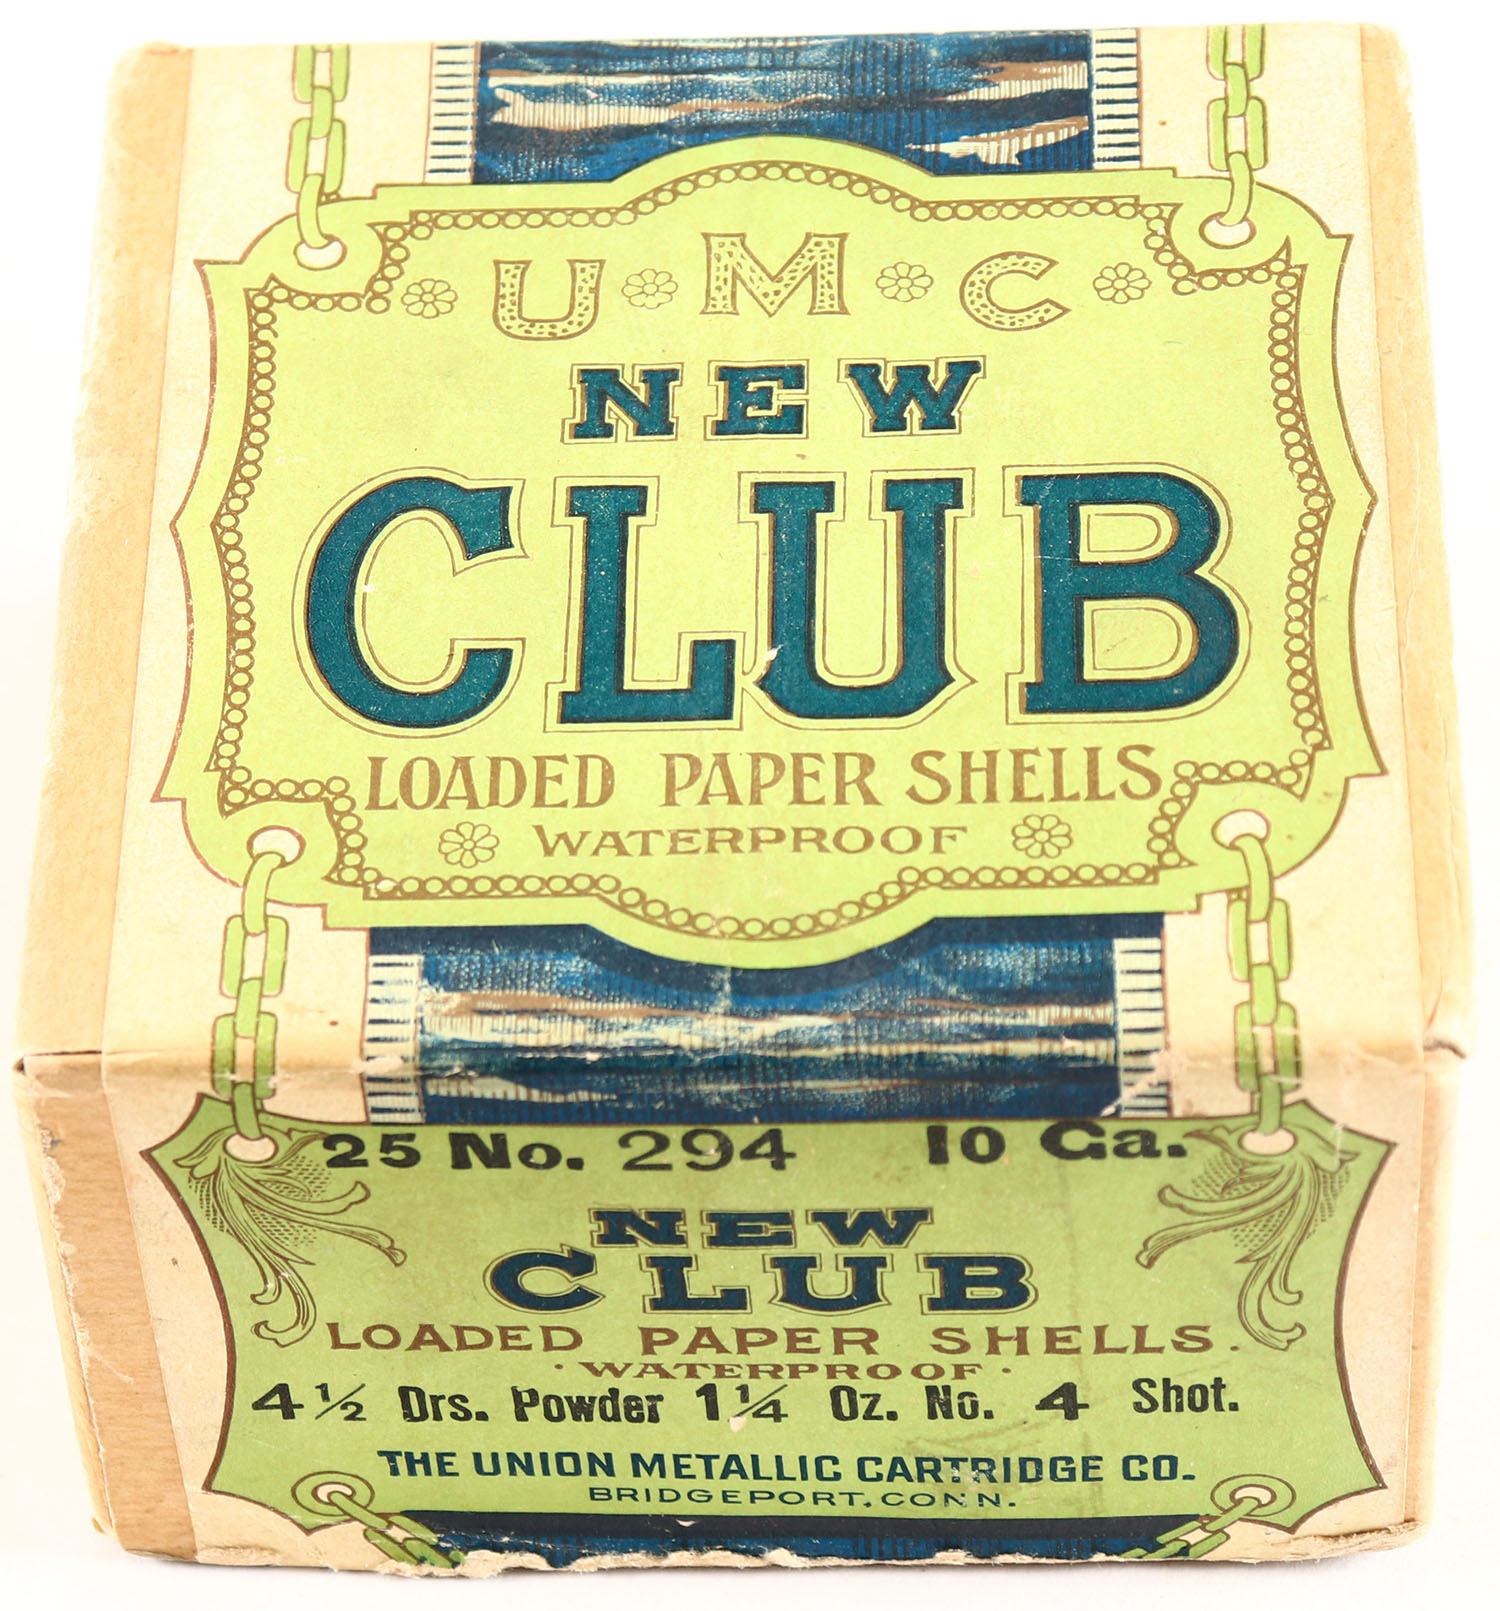 UMC
NEW
CLUB
LOADED PAPER SHELLS
WATERPROOF
25 No. 294 10 Ga.
NEW
CLUB
LOADED PAPER SHELLS.
· WATERPROOF ·
4½ Drs. Powder 1¼ Oz. No. 4 Shot.
THE UNION METALLIC CARTRIDGE CO.
BRIDGEPORT, CONN.